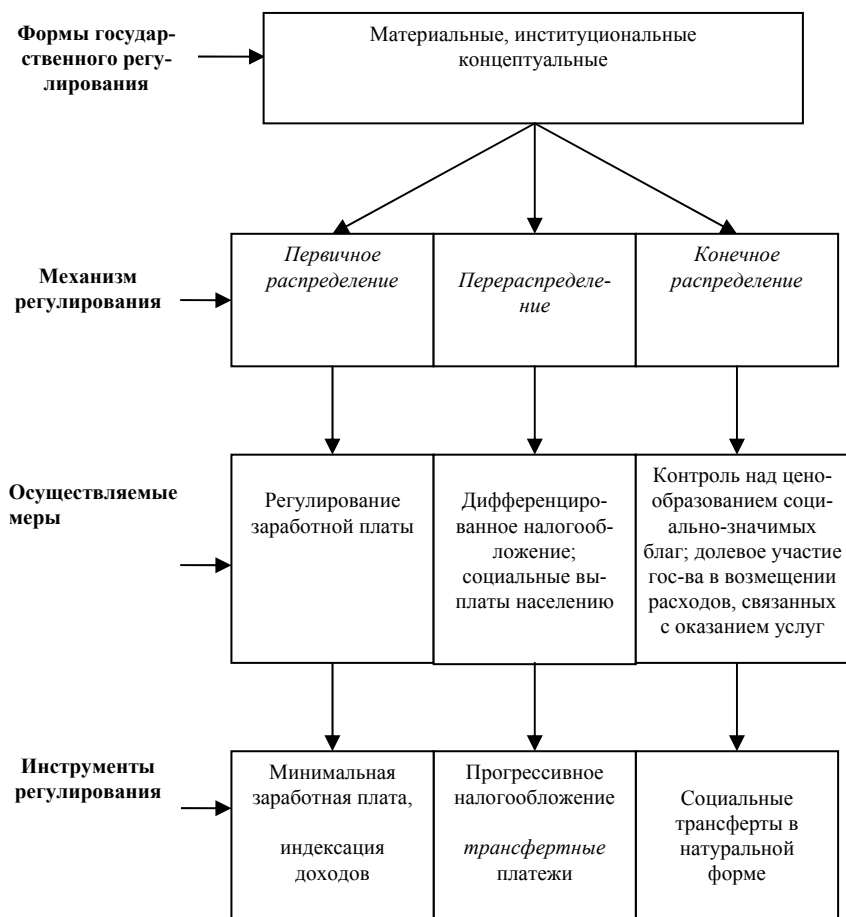 Формы государ-
ственного регу-
лирования
Материальные, институциональные
концептуальные
Механизм
регулирования
Первичное
распределение
Перераспределе-
ние
Конечное
распределение
Осуществляемые
меры
Регулирование
заработной платы
Дифференциро-
ванное налогооб-
ложение;
социальные вы-
платы населению
Контроль над цено-
образованием соци-
ально-значимых
благ; долевое участие
гос-ва в возмещении
расходов, связанных
с оказанием услуг
Инструменты
регулирования
Минимальная
заработная плата,
индексация
доходов
Прогрессивное
налогообложение
трансфертные
платежи
Социальные
трансферты в
натуральной
форме